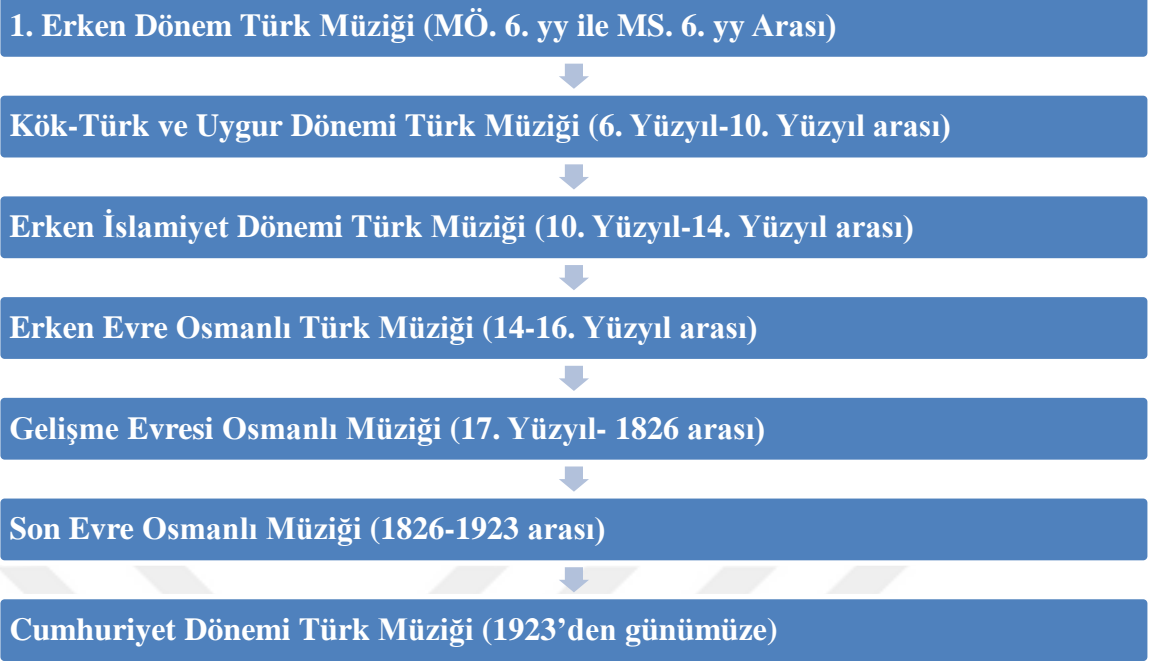 1. Erken Dönem Türk Müziği (MÖ. 6. yy ile MS. 6. yy Arası)
Kök-Türk ve Uygur Dönemi Türk Müziği (6. Yüzyıl-10. Yüzyıl arası)
Erken İslamiyet Dönemi Türk Müziği (10. Yüzyıl-14. Yüzyıl arası)
Erken Evre Osmanlı Türk Müziği (14-16. Yüzyıl arası)
Gelişme Evresi Osmanlı Müziği (17. Yüzyıl- 1826 arası)
Son Evre Osmanlı Müziği (1826-1923 arası)
Cumhuriyet Dönemi Türk Müziği (1923’den günümüze)